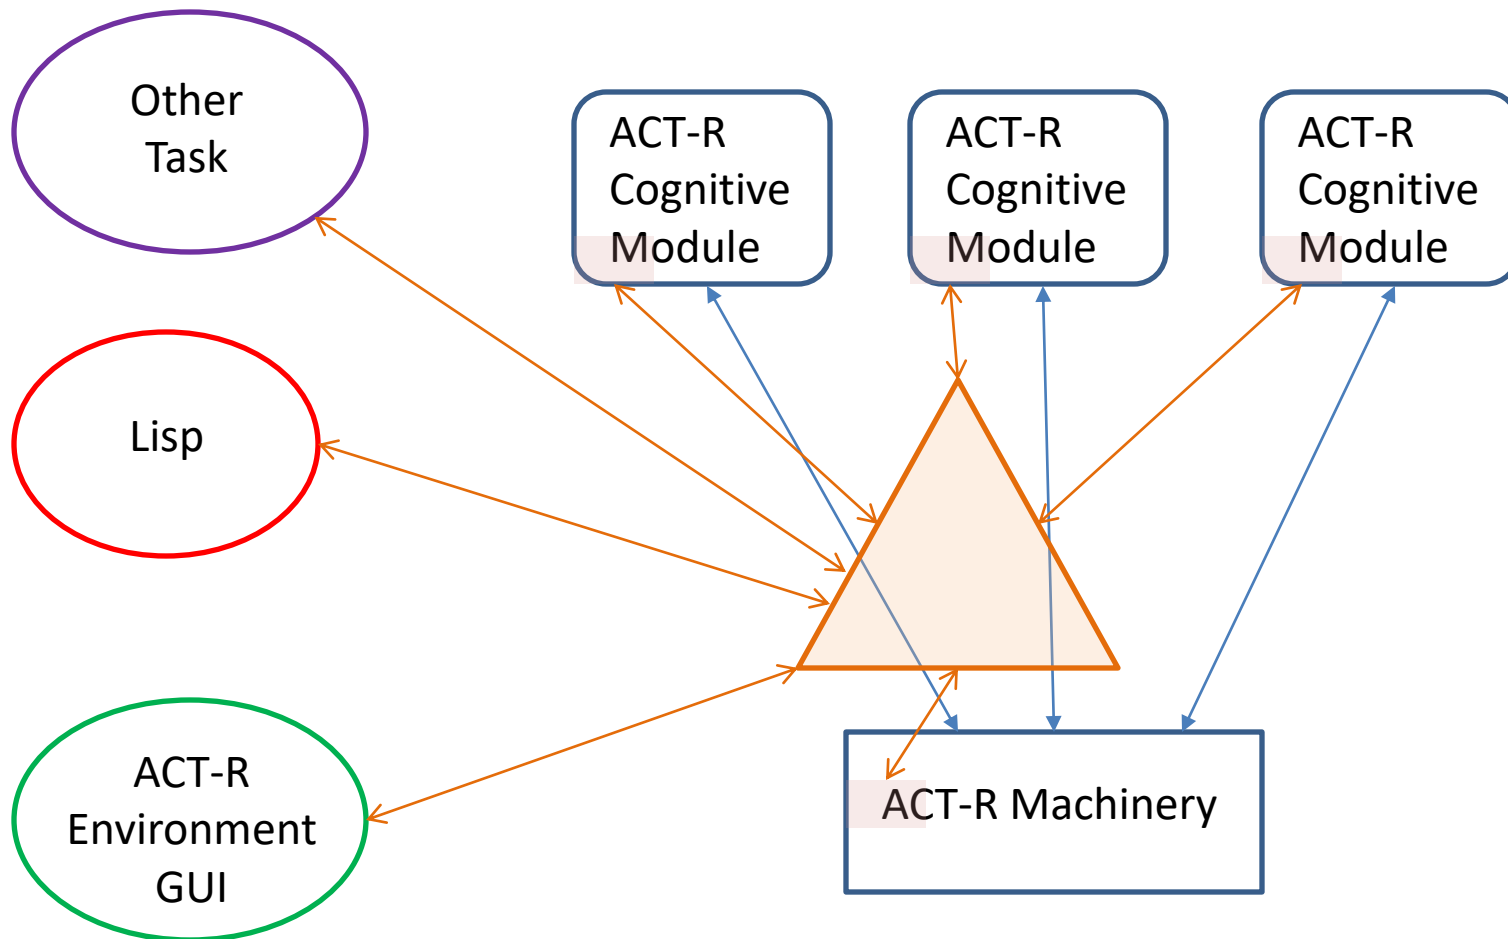 Other
Task
ACT-R
Cognitive
Module
ACT-R
Cognitive
Module
ACT-R
Cognitive
Module
Lisp
ACT-R
Environment
GUI
ACT-R Machinery